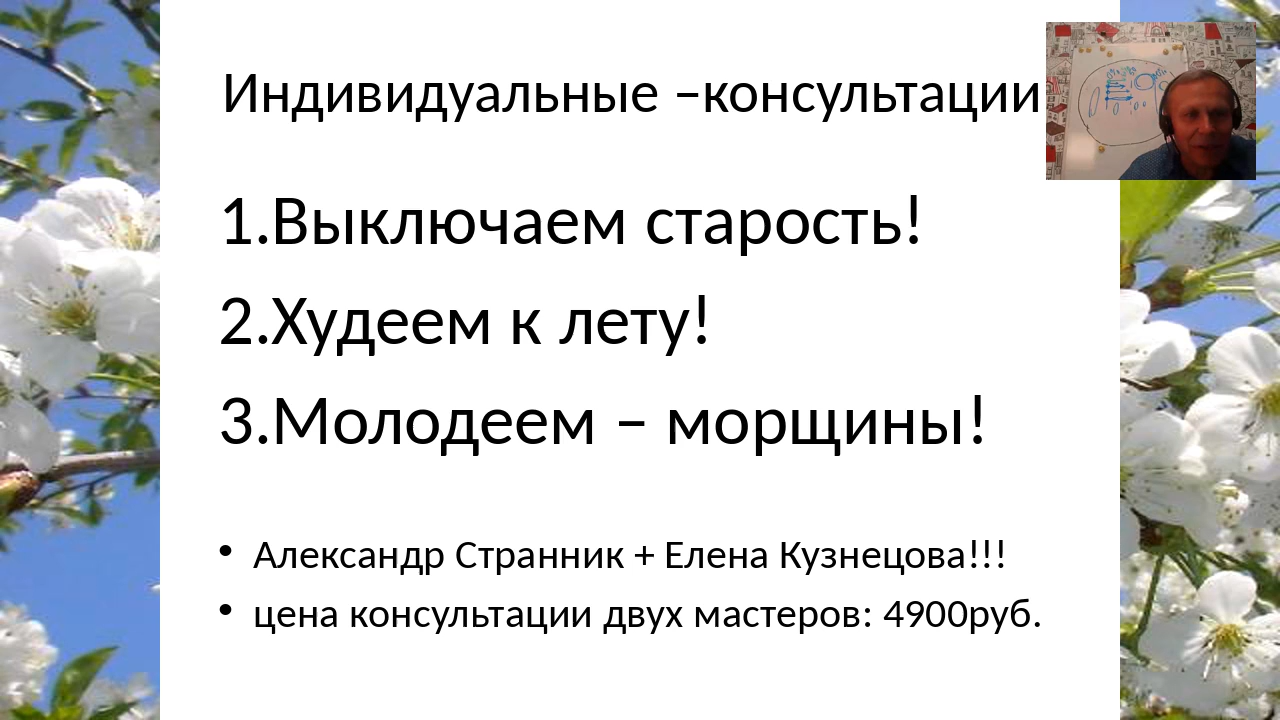 Индивидуальные –консультации
1.Выключаем старость!
2.Худеем к лету!
3.Молодеем – морщины!
• Александр Странник + Елена Кузнецова!!!
• цена консультации двух мастеров: 4900руб.